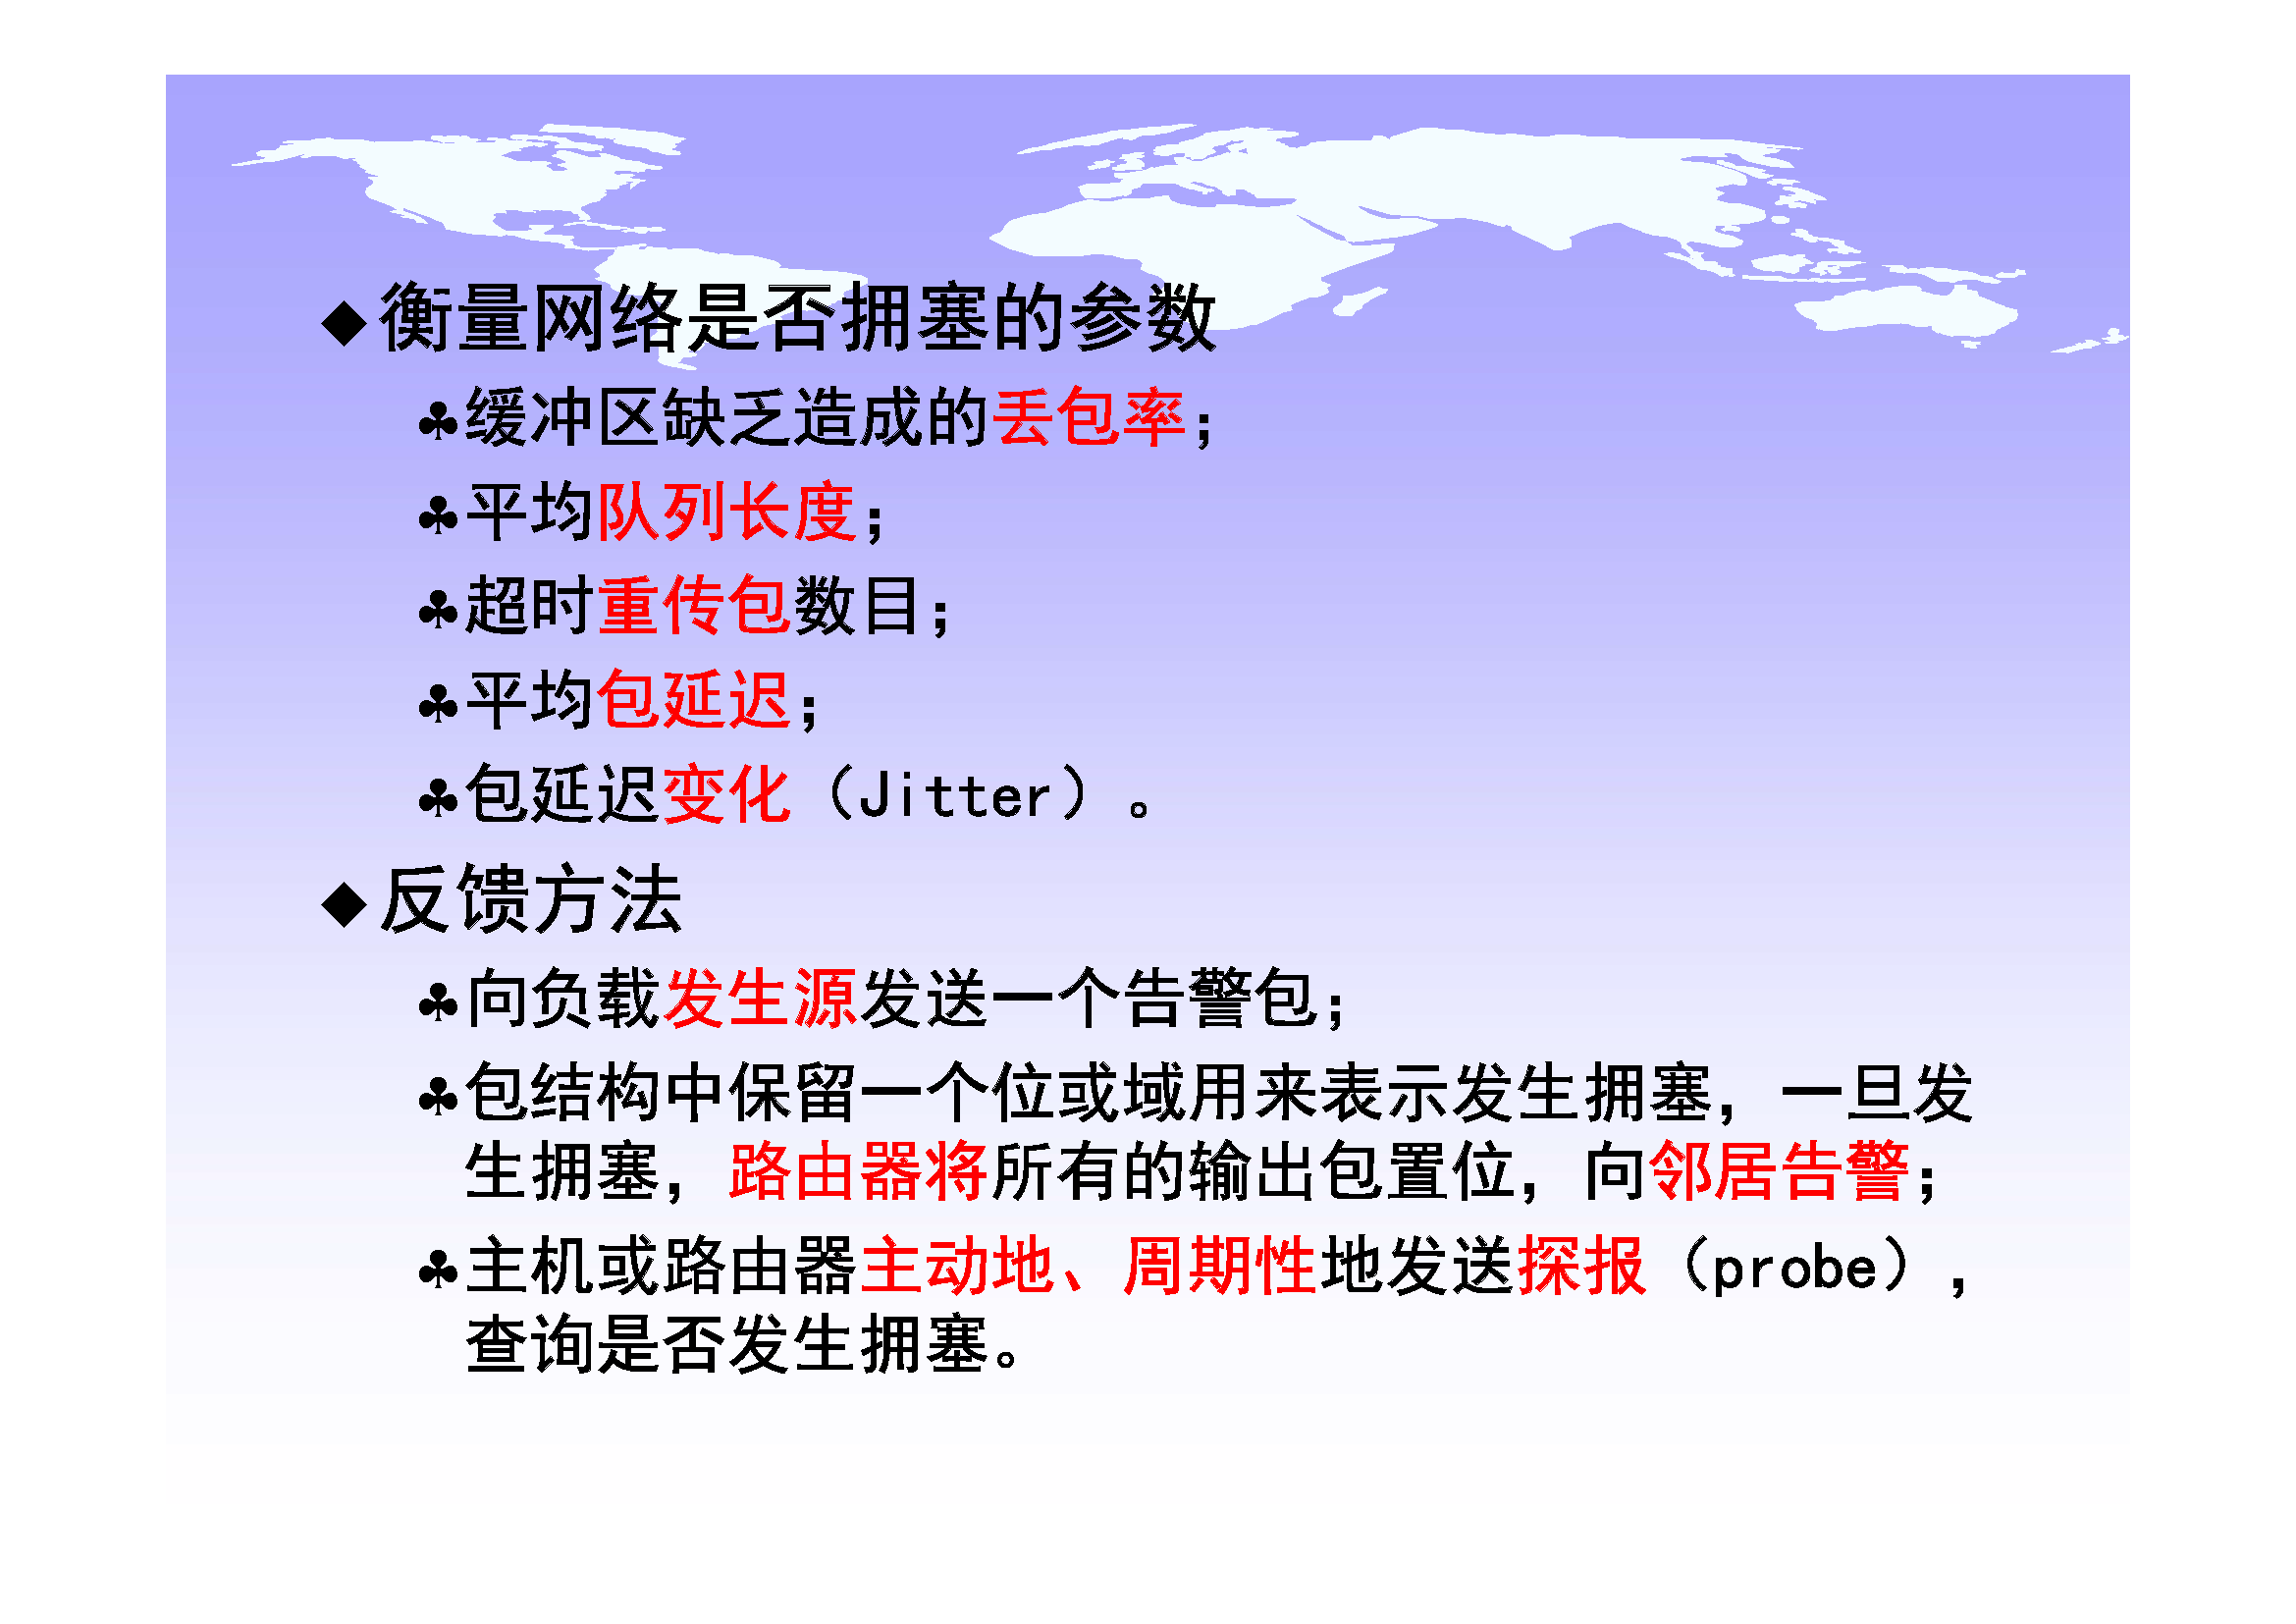 ◆衡量网络是否拥塞的参数
♣缓冲区缺乏造成的丢包率；
♣平均队列长度；
♣超时重传包数目；
♣平均包延迟；
♣包延迟变化（Jitter）。
◆反馈方法
♣向负载发生源发送一个告警包；
♣包结构中保留一个位或域用来表示发生拥塞，一旦发
生拥塞，路由器将所有的输出包置位，向邻居告警；
♣主机或路由器主动地、周期性地发送探报（probe），
查询是否发生拥塞。